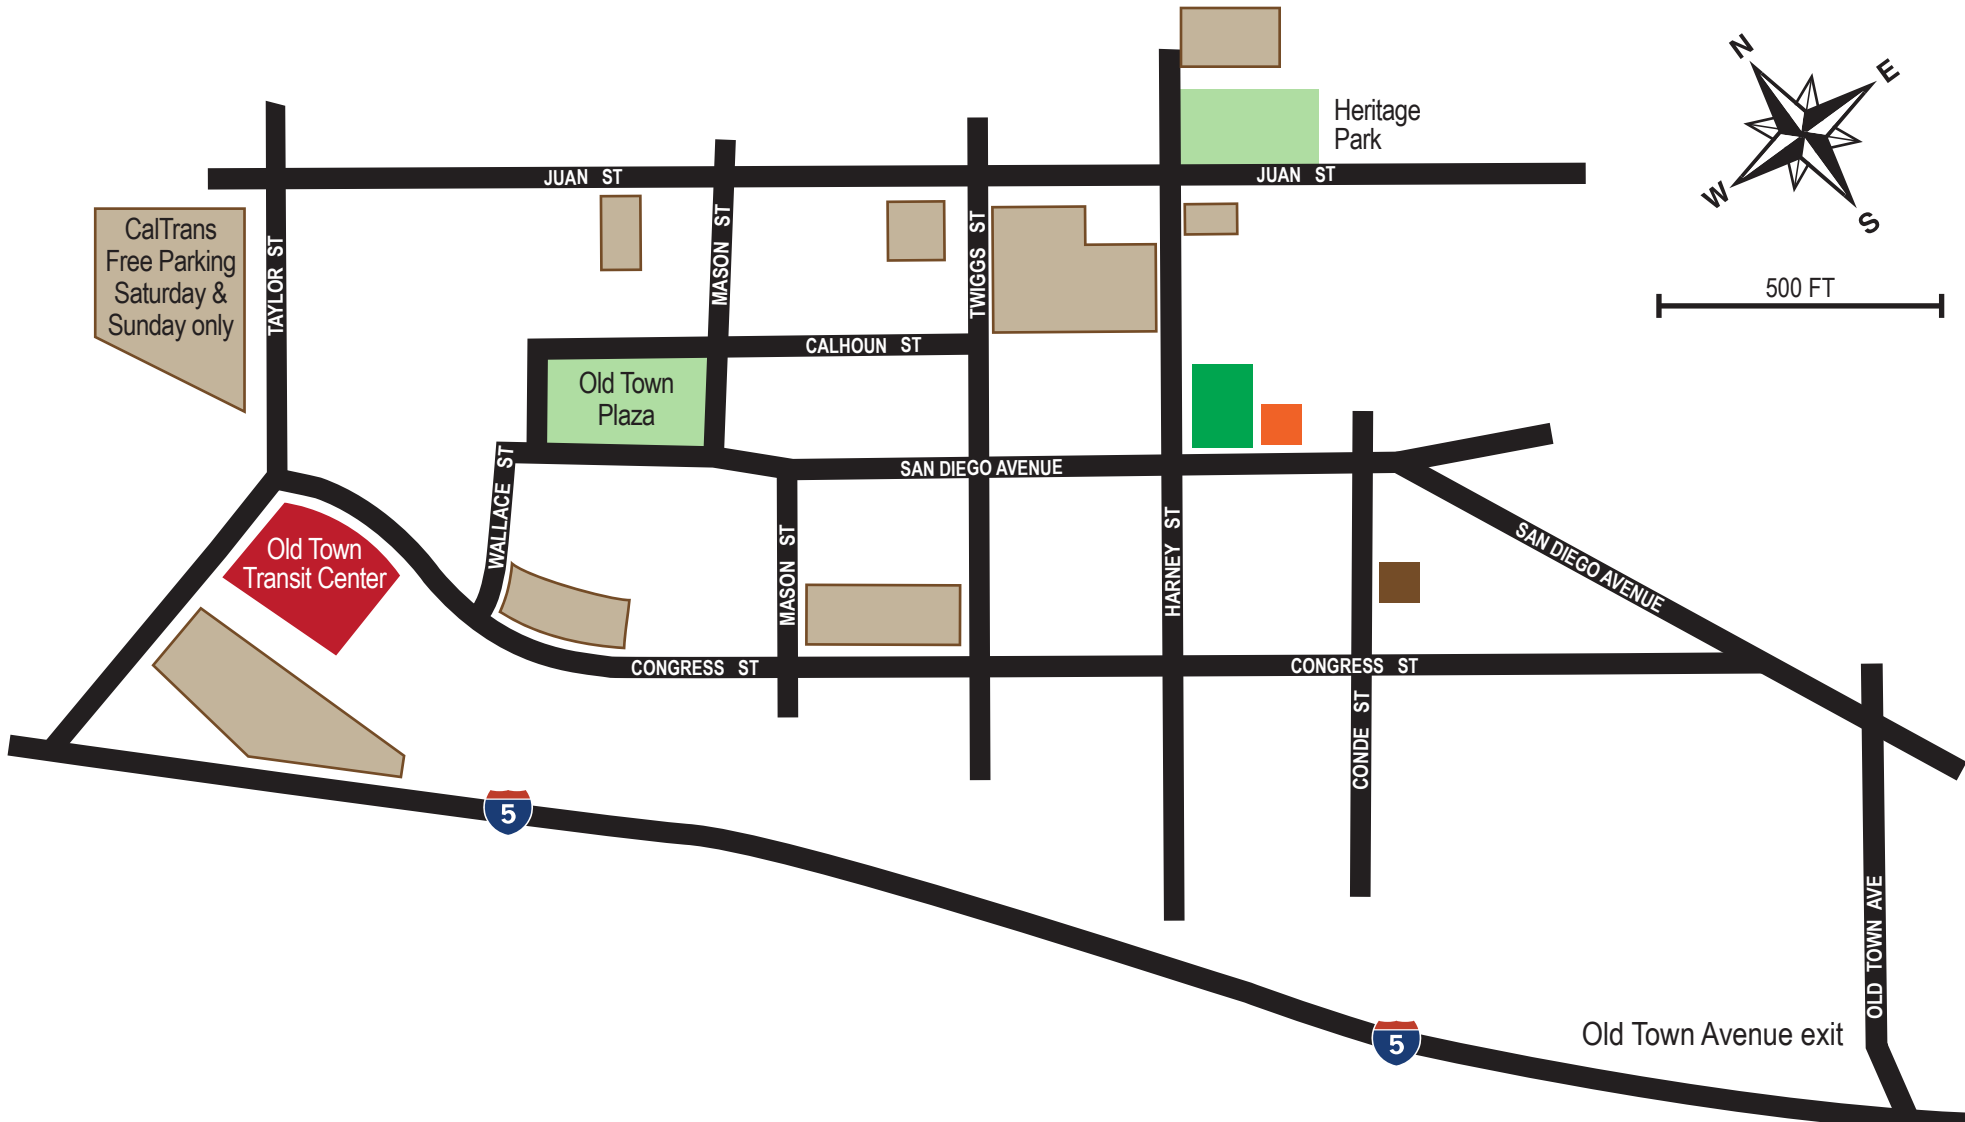 N
E
W
S
500 FT
Heritage
Park
JUAN ST
JUAN ST
CalTrans
Free Parking
Saturday &
Sunday only
TAYLOR ST
MASON ST
TWIGGS ST
CALHOUN ST
Old Town
Plaza
SAN DIEGO AVENUE
WALLACE ST
Old Town
Transit Center
MASON ST
HARNEY ST
SAN DIEGO AVENUE
CONGRESS ST
CONGRESS ST
CONDE ST
5
OLD TOWN AVE
Old Town Avenue exit
5